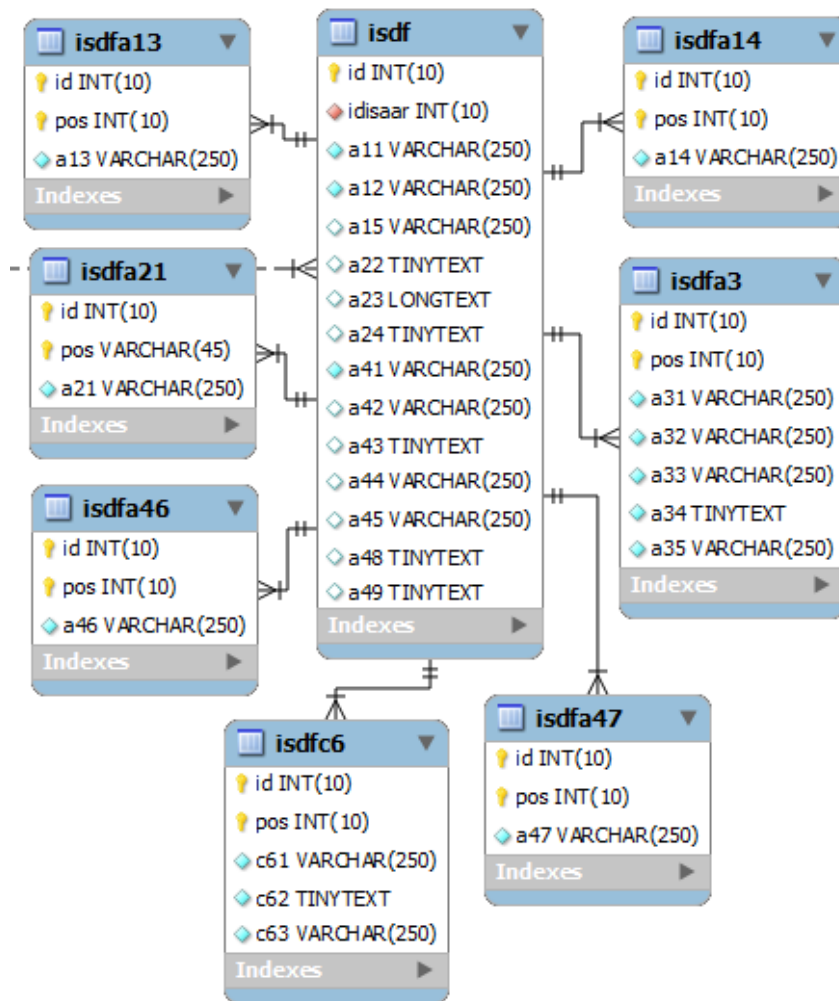 isdfa13
id INT(10)
pos INT(10)
a13 VARCHAR(250)
Indexes
isdf
id INT(10)
idisaar INT(10)
a11 VARCHAR(250)
a12 VARCHAR(250)
a15 VARCHAR(250)
a22 TINYTEXT
a23 LONGTEXT
a24 TINYTEXT
a41 VARCHAR(250)
a42 VARCHAR(250)
a43 TINYTEXT
a44 VARCHAR(250)
a45 VARCHAR(250)
a48 TINYTEXT
a49 TINYTEXT
Indexes
isdfa14
id INT(10)
pos INT(10)
a14 VARCHAR(250)
Indexes
isdfa21
id INT(10)
pos VARCHAR(45)
a21 VARCHAR(250)
Indexes
isdfa3
id INT(10)
pos INT(10)
a31 VARCHAR(250)
a32 VARCHAR(250)
a33 VARCHAR(250)
a34 TINYTEXT
a35 VARCHAR(250)
Indexes
isdfa46
id INT(10)
pos INT(10)
a46 VARCHAR(250)
Indexes
isdfc6
id INT(10)
pos INT(10)
c61 VARCHAR(250)
c62 TINYTEXT
c63 VARCHAR(250)
Indexes
isdfa47
id INT(10)
pos INT(10)
a47 VARCHAR(250)
Indexes